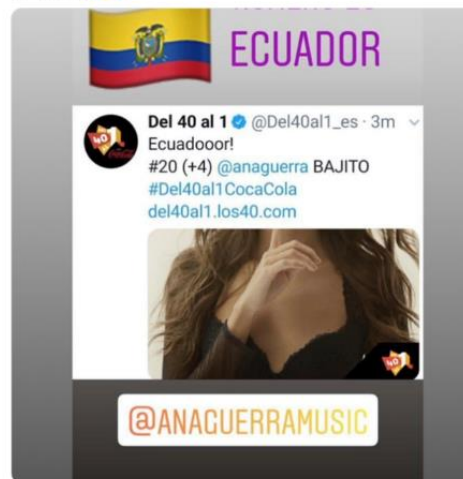 ECUADOR
Del 40 al 1 @Del40al1_es · 3m
Ecuadooor!
#20 (+4) @anaguerra BAJITO
#Del40al1CocaCola
del40al1.los40.com
@ANAGUERRAMUSIC